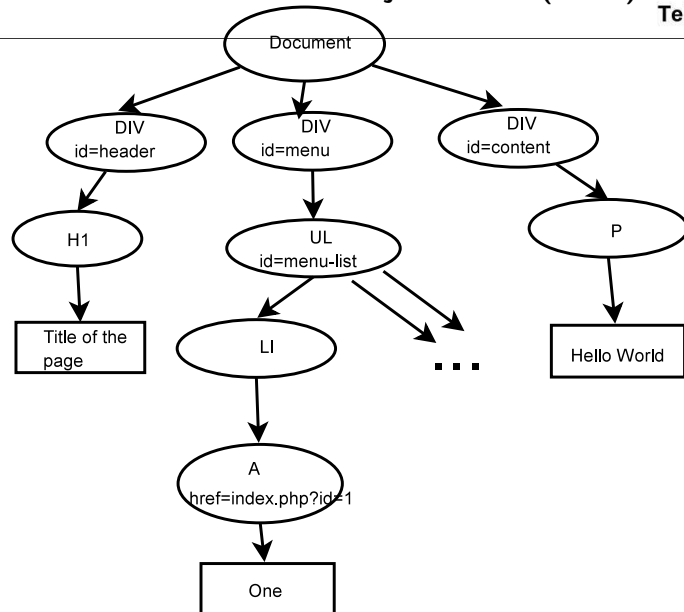 Te
Document
DIV
id=header
DIV
id=menu
DIV
id=content
H1
UL
id=menu-list
P
Title of the
page
LI
...
Hello World
A
href=index.php?id=1
One